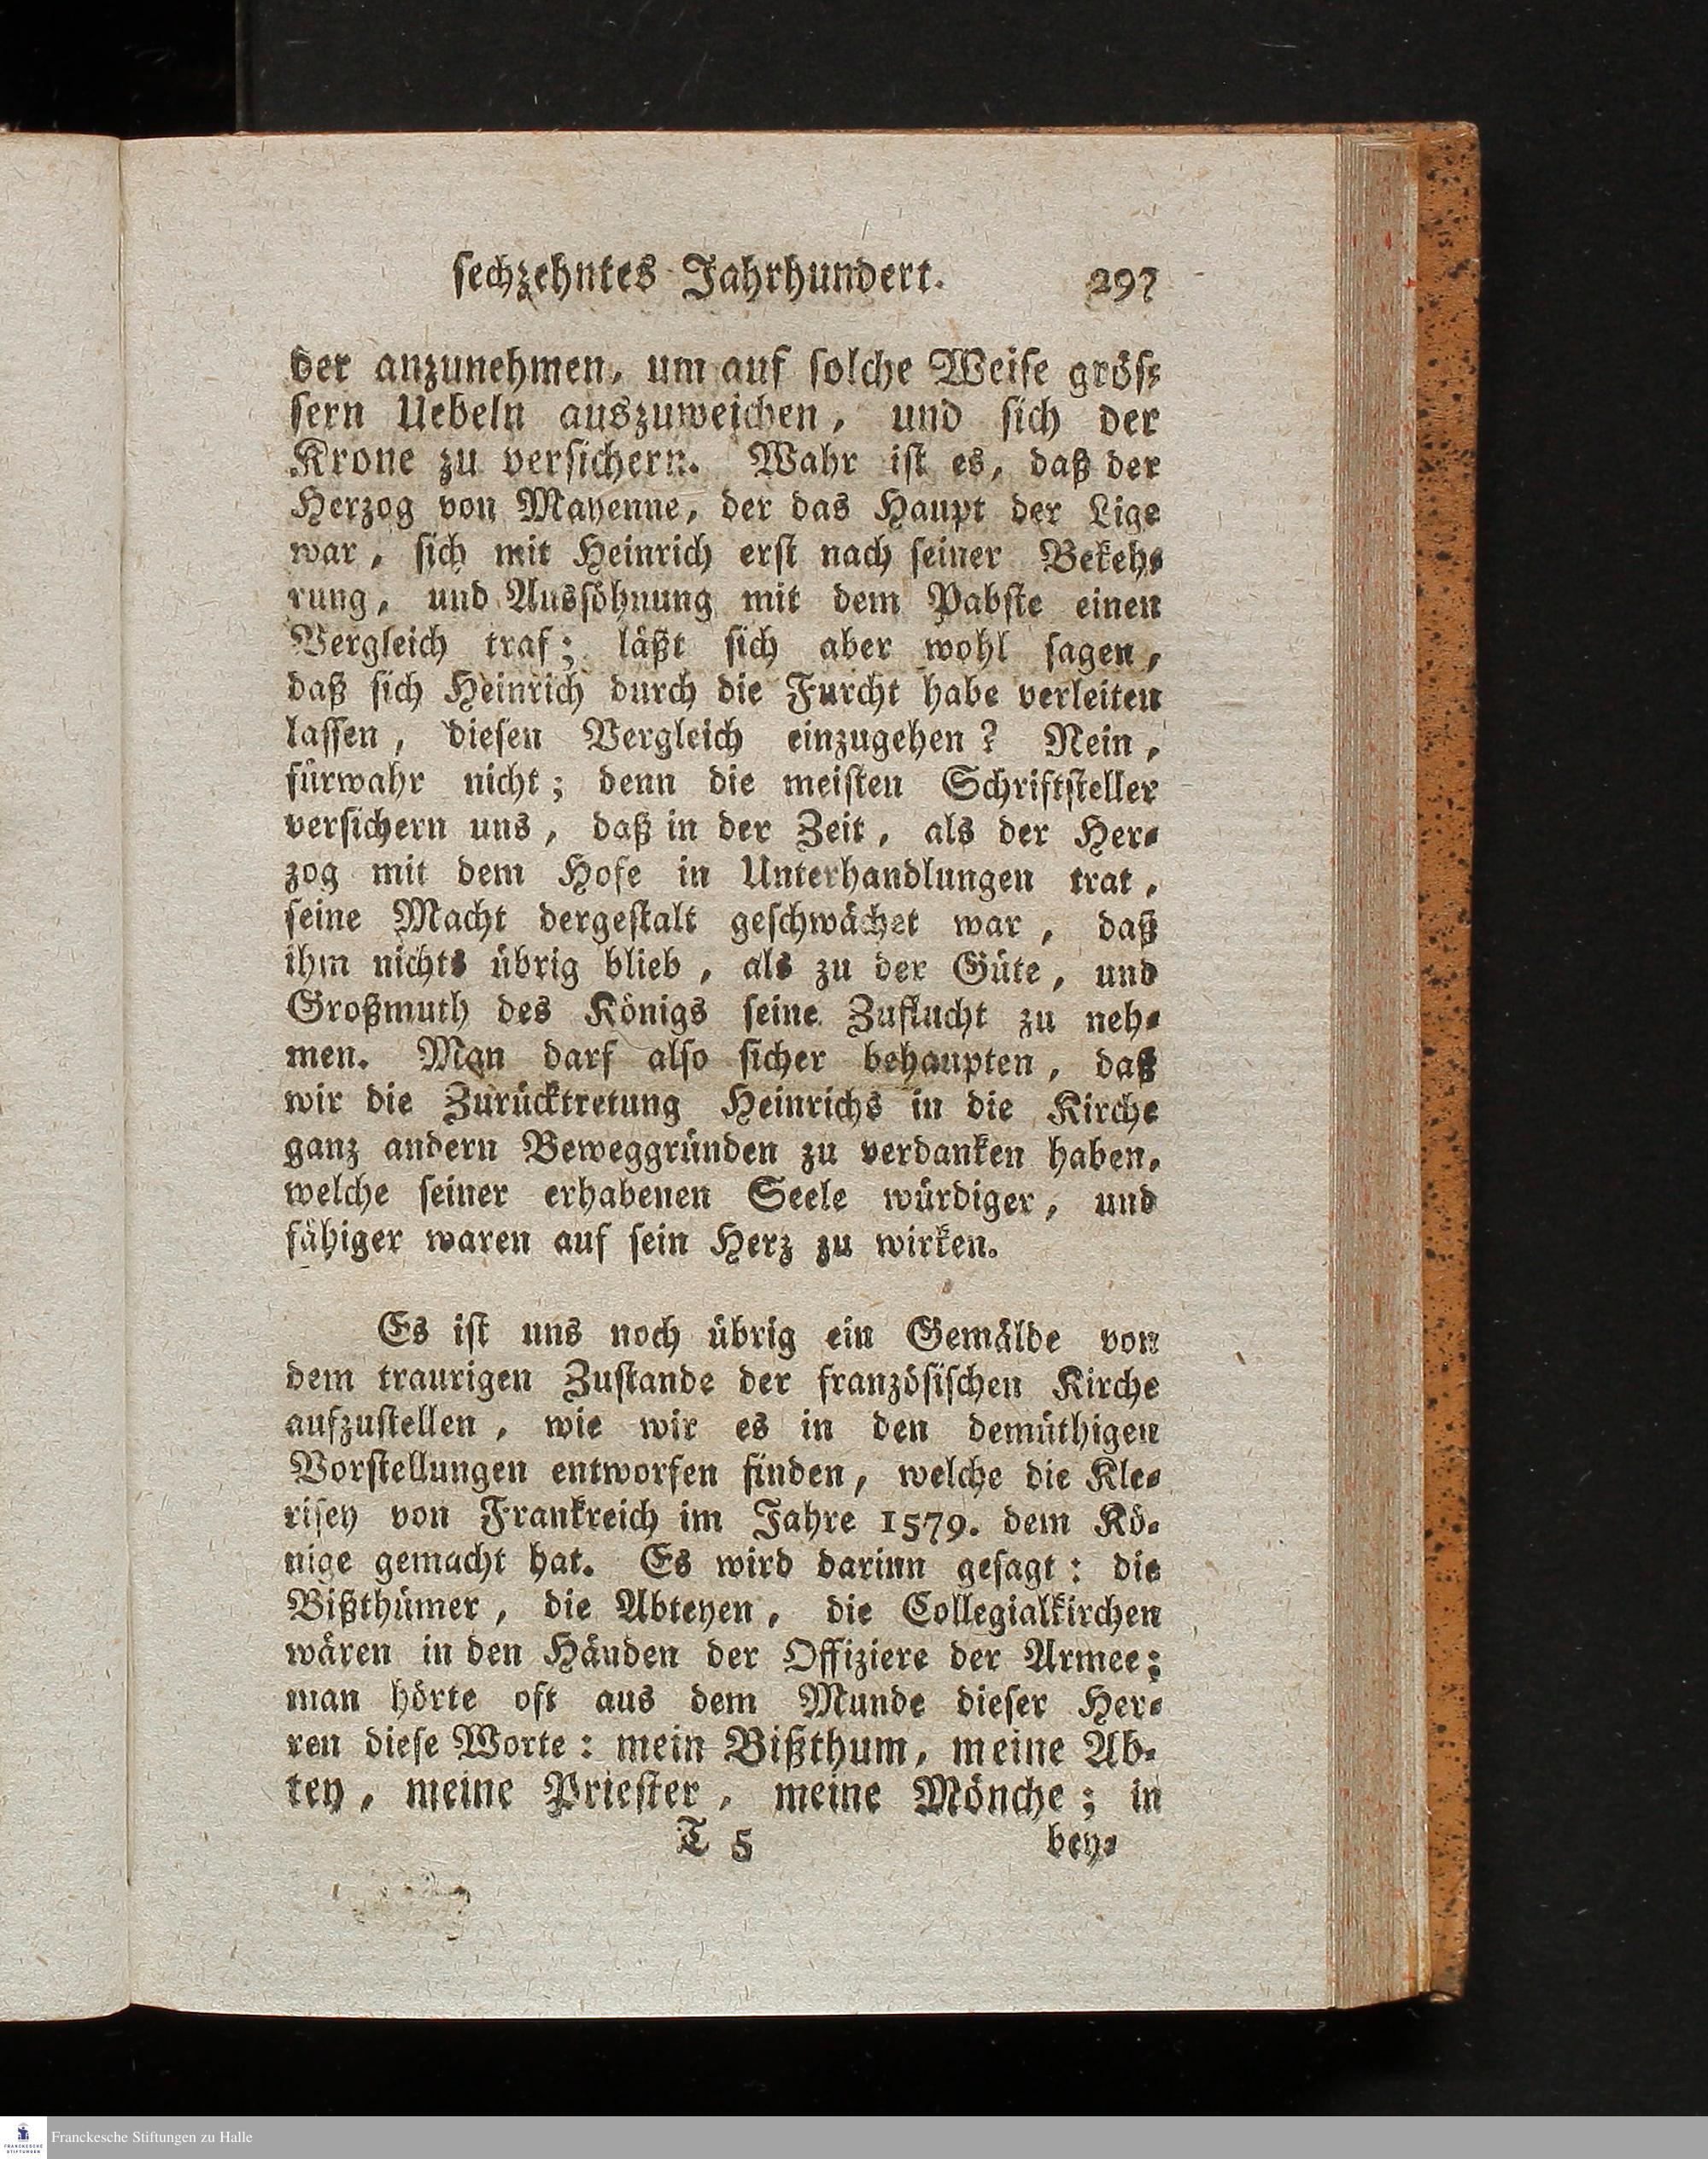 sechzehntes Jahrhundert. 297
der anzunehmen, um auf solche Weise grös-
sern Uebeln auszuweichen, und sich der
Krone zu versichern. Wahr ist es, daß der
Herzog von Mayenne, der das Haupt der Lige
war, sich mit Heinrich erst nach seiner Bekeh-
rung, und Aussöhnung mit dem Pabste einen
Vergleich traf; läßt sich aber wohl sagen,
daß sich Heinrich durch die Furcht habe verleiten
lassen, diesen Vergleich einzugehen? Nein,
fürwahr nicht; denn die meisten Schriftsteller
versichern uns, daß in der Zeit, als der Her-
zog mit dem Hofe in Unterhandlungen trat,
seine Macht dergestalt geschwächet war, daß
ihm nichts übrig blieb, als zu der Güte, und
Großmuth des Königs seine Zuflucht zu neh-
men. Man darf also sicher behaupten, daß
wir die Zurücktretung Heinrichs in die Kirche
ganz andern Beweggründen zu verdanken haben,
welche seiner erhabenen Seele würdiger, und
fähiger waren auf sein Herz zu wirken.
Es ist uns noch übrig ein Gemälde von
dem traurigen Zustande der französischen Kirche
aufzustellen, wie wir es in den demüthigen
Vorstellungen entworfen finden, welche die Kle-
risey von Frankreich im Jahre 1579. dem Kö-
nige gemacht hat. Es wird darinn gesagt: die
Bißthümer, die Abteyen, die Collegialkirchen
wären in den Händen der Offiziere der Armee;
man hörte oft aus dem Munde dieser Her-
ren diese Worte: mein Bißthum, meine Ab-
tey, meine Priester, meine Mönche; in
T 5 bey-
FRANCKESCHE STIFTUNGEN
Franckesche Stiftungen zu Halle